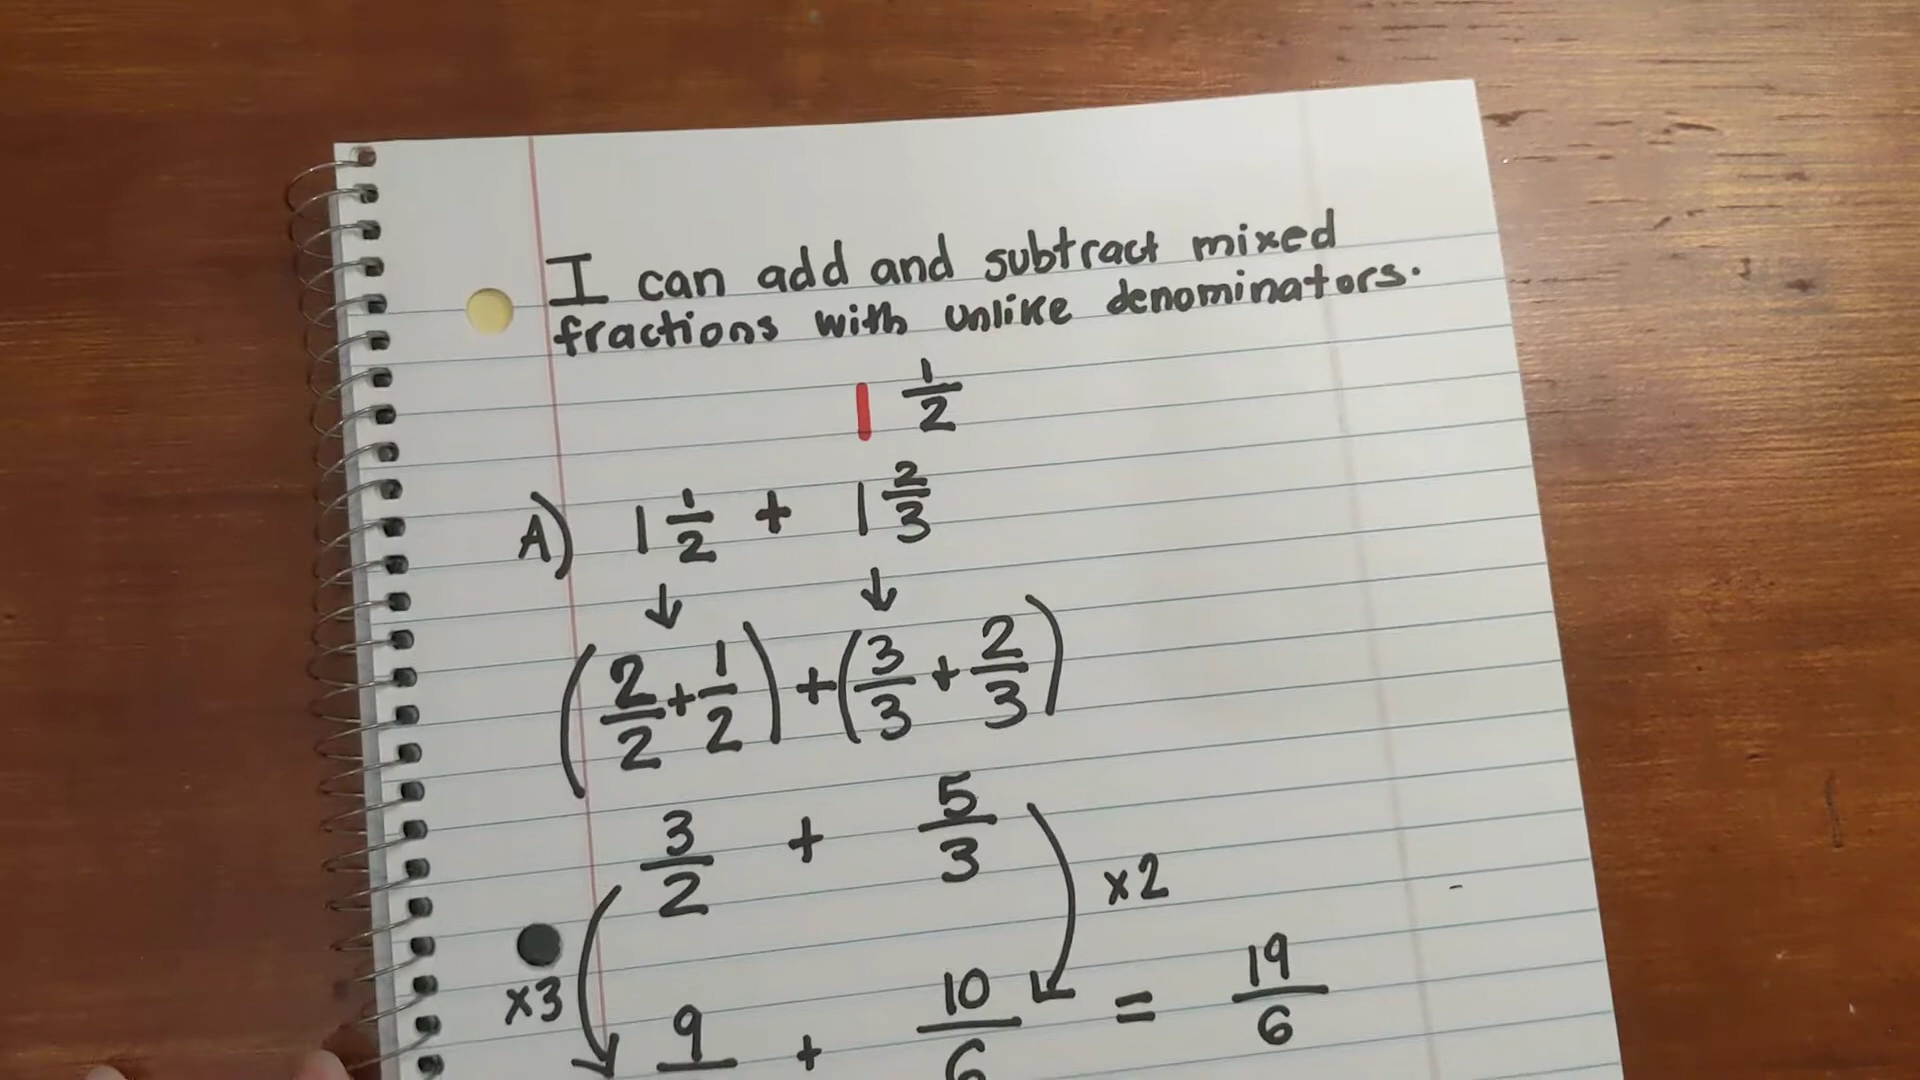 I can add and subtract mixed
fractions with unlike denominators.
1 1/2
A) 1 1/2 + 1 2/3
↓ ↓
(2/2 + 1/2) + (3/3 + 2/3)
3/2 + 5/3
x2
x3
9 + 10/6 = 19/6